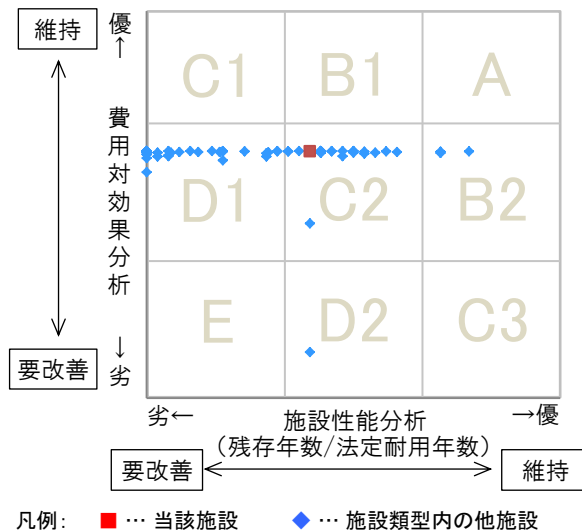 維持
優
↑
費用対効果分析
↓
劣
要改善
C1 B1 A
D1 C2 B2
E D2 C3
劣← 施設性能分析 →優
(残存年数/法定耐用年数)
要改善 維持
凡例: ■ … 当該施設 ◆ … 施設類型内の他施設